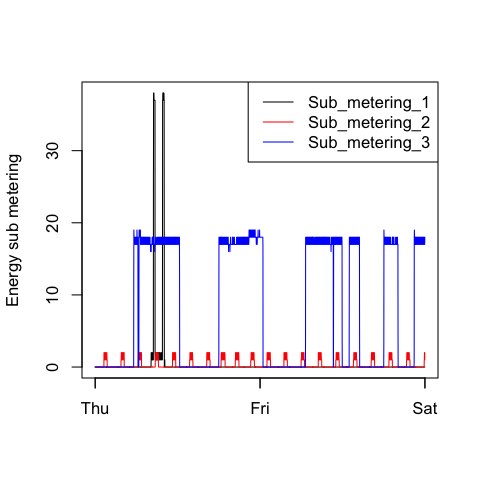 Sub_metering_1
Sub_metering_2
Sub_metering_3
Energy sub metering
30
20
10
0
Thu Fri Sat